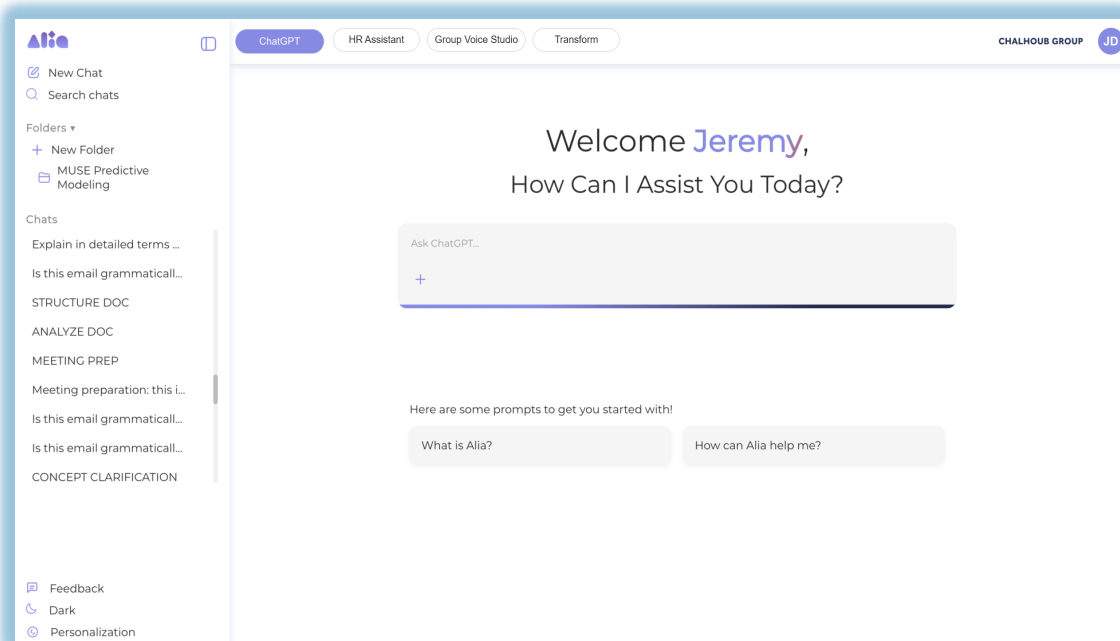 Alia
ChatGPT
HR Assistant
Group Voice Studio
Transform
CHALHOUB GROUP
JD
New Chat
Search chats
Folders ▾
New Folder
MUSE Predictive
Modeling
Chats
Explain in detailed terms ...
Is this email grammaticall...
STRUCTURE DOC
ANALYZE DOC
MEETING PREP
Meeting preparation: this i...
Is this email grammaticall...
Is this email grammaticall...
CONCEPT CLARIFICATION
Feedback
Dark
Personalization
Welcome Jeremy,
How Can I Assist You Today?
Ask ChatGPT...
Here are some prompts to get you started with!
What is Alia?
How can Alia help me?